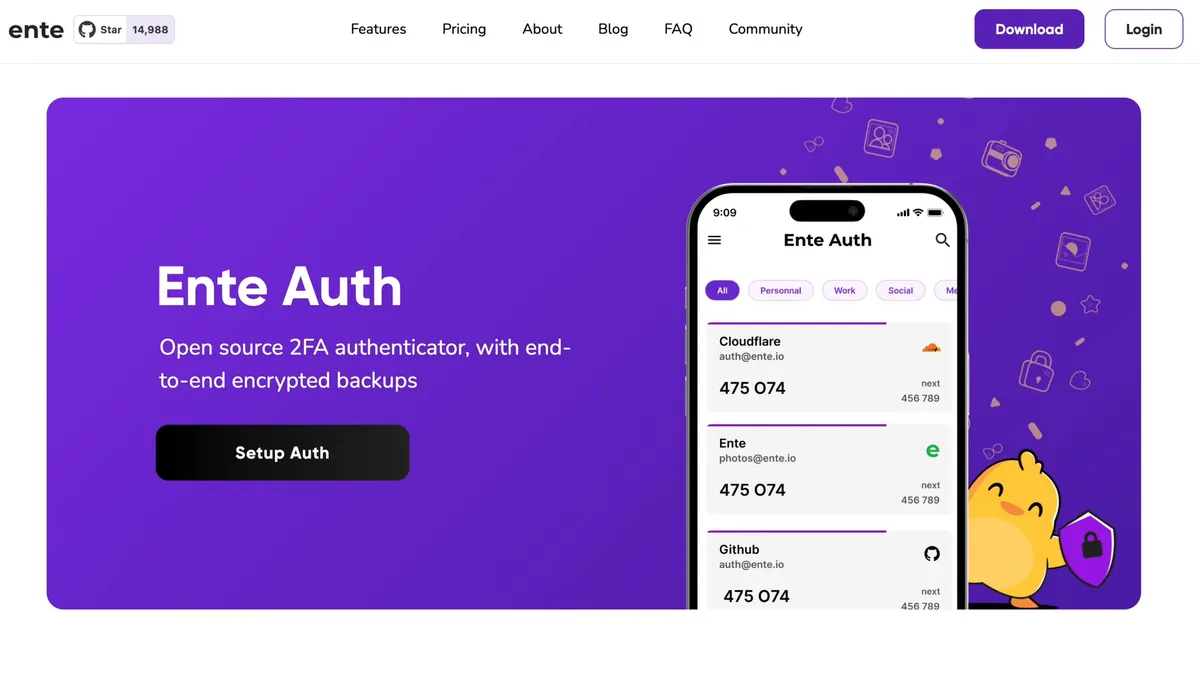 ente Star 14,988 Features Pricing About Blog FAQ Community Download Login
Ente Auth
Open source 2FA authenticator, with end-
to-end encrypted backups
Setup Auth
9:09
Ente Auth
All Personnal Work Social Me
Cloudflare
auth@ente.io
475 074 next
456 789
Ente
photos@ente.io
475 074 next
456 789
Github
auth@ente.io
475 074 next
456 789